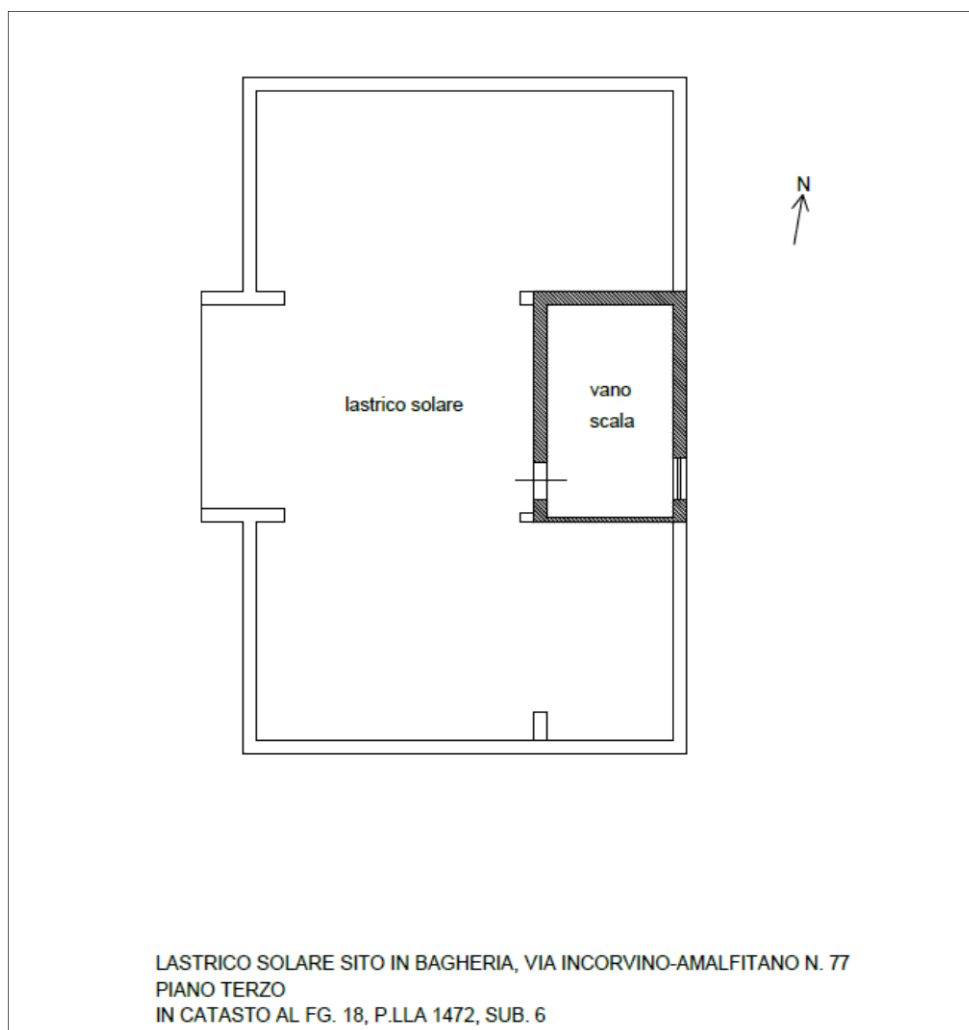 N
lastrico solare
vano
scala
LASTRICO SOLARE SITO IN BAGHERIA, VIA INCORVINO-AMALFITANO N. 77
PIANO TERZO
IN CATASTO AL FG. 18, P.LLA 1472, SUB. 6